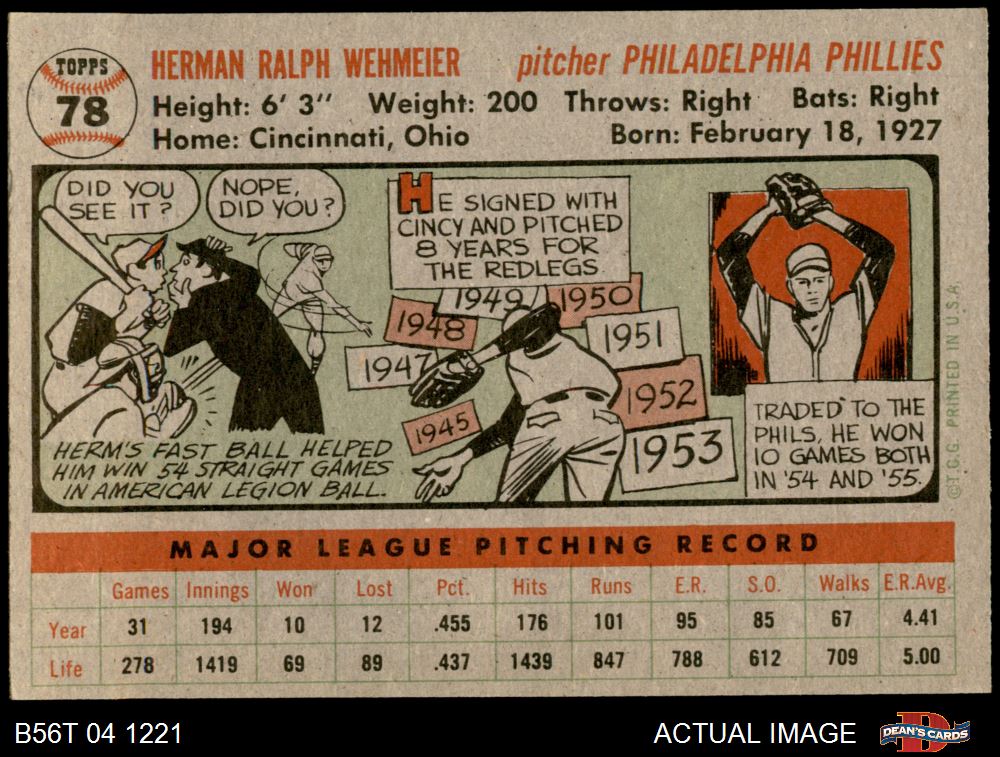 TOPPS
78
HERMAN RALPH WEHMEIER pitcher PHILADELPHIA PHILLIES
Height: 6' 3" Weight: 200 Throws: Right Bats: Right
Home: Cincinnati, Ohio Born: February 18, 1927
DID YOU
SEE IT?
NOPE,
DID YOU?
HERM'S FAST BALL HELPED
HIM WIN 54 STRAIGHT GAMES
IN AMERICAN LEGION BALL.
HE SIGNED WITH
CINCY AND PITCHED
8 YEARS FOR
THE REDLEGS
1949
1950
1948
1951
1947
1952
1945
1953
TRADED TO THE
PHILS, HE WON
10 GAMES BOTH
IN '54 AND '55.
©T.C.G. PRINTED IN U.S.A.
MAJOR LEAGUE PITCHING RECORD
Games Innings Won Lost Pct. Hits Runs E.R. S.O. Walks E.R.Avg.
Year 31 194 10 12 .455 176 101 95 85 67 4.41
Life 278 1419 69 89 .437 1439 847 788 612 709 5.00
B56T 04 1221 ACTUAL IMAGE DEAN'S CARDS